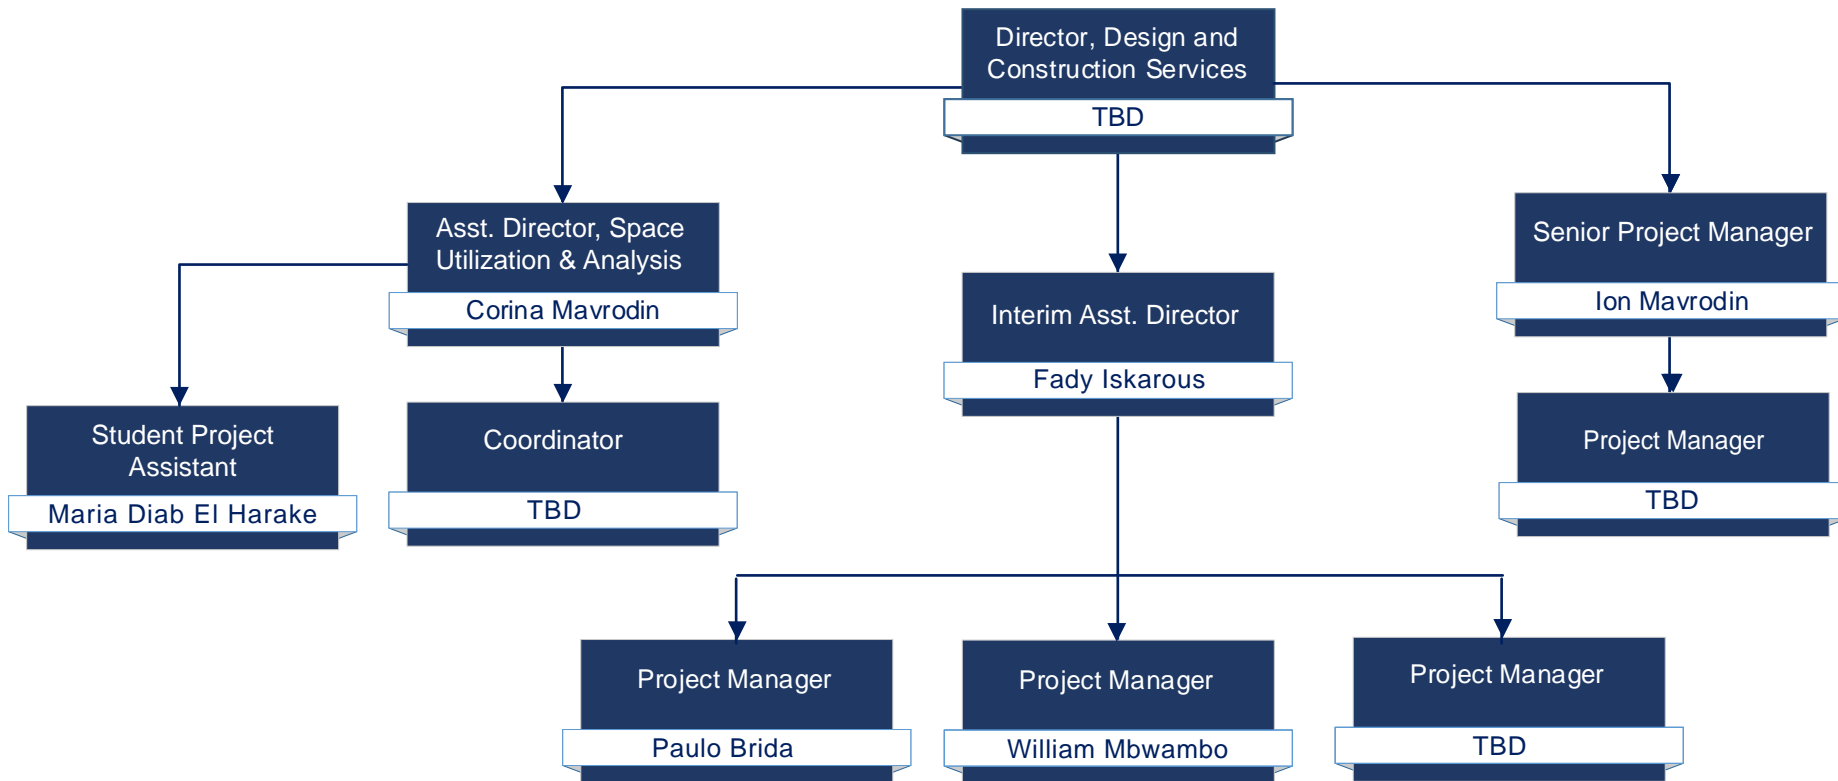 Director, Design and
Construction Services
TBD
Asst. Director, Space
Utilization & Analysis
Corina Mavrodin
Interim Asst. Director
Fady Iskarous
Senior Project Manager
Ion Mavrodin
Student Project
Assistant
Maria Diab El Harake
Coordinator
TBD
Project Manager
TBD
Project Manager
Paulo Brida
Project Manager
William Mbwambo
Project Manager
TBD